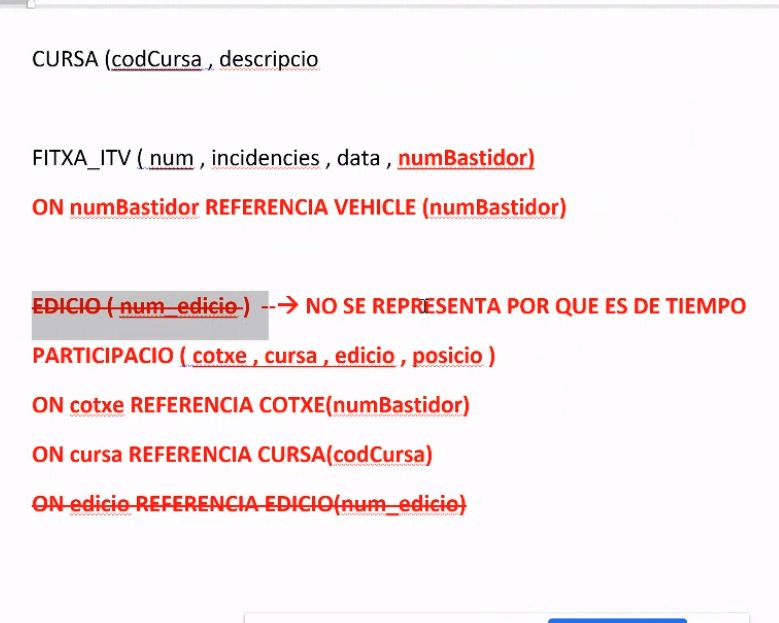 CURSA (codCursa , descripcio
FITXA_ITV ( num , incidencies , data , numBastidor)
ON numBastidor REFERENCIA VEHICLE (numBastidor)
EDICIO ( num_edicio ) --→ NO SE REPRESENTA POR QUE ES DE TIEMPO
PARTICIPACIO ( cotxe , cursa , edicio , posicio )
ON cotxe REFERENCIA COTXE(numBastidor)
ON cursa REFERENCIA CURSA(codCursa)
ON edicio REFERENCIA EDICIO(num_edicio)